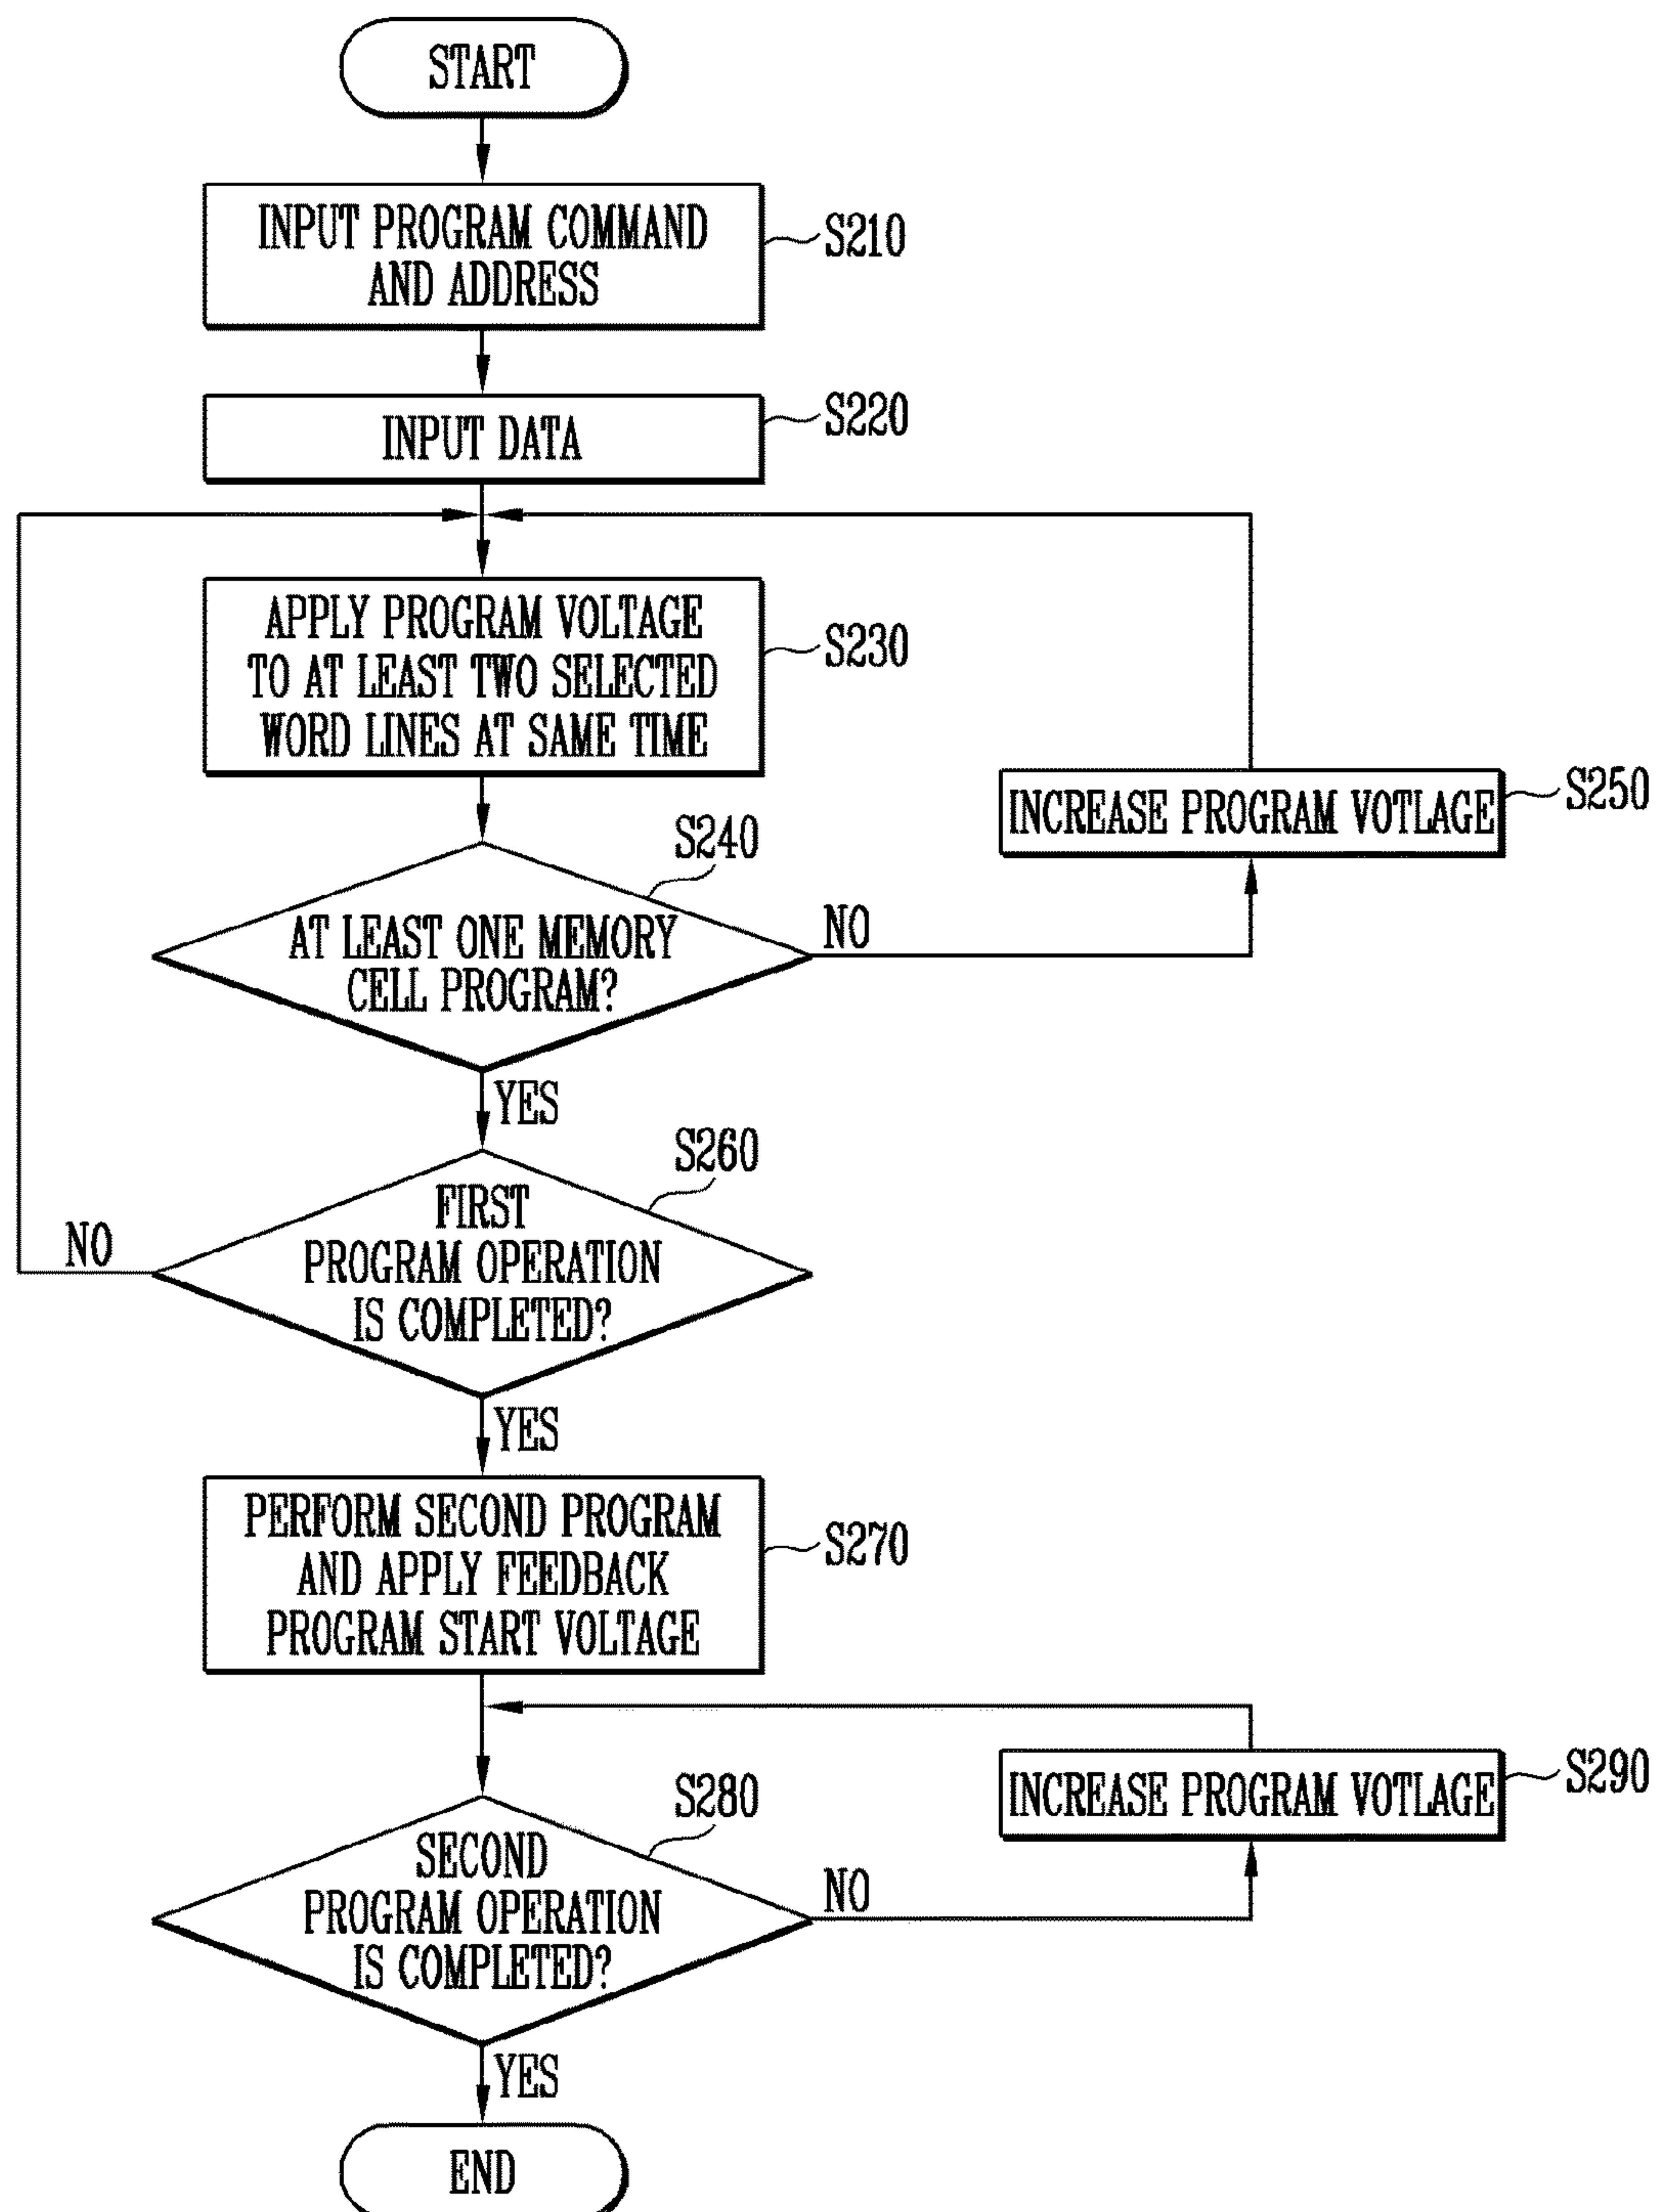 START
INPUT PROGRAM COMMAND
AND ADDRESS
S210
INPUT DATA
S220
APPLY PROGRAM VOLTAGE
TO AT LEAST TWO SELECTED
WORD LINES AT SAME TIME
S230
INCREASE PROGRAM VOTLAGE
S250
S240
AT LEAST ONE MEMORY
CELL PROGRAM?
NO
YES
S260
FIRST
PROGRAM OPERATION
IS COMPLETED?
NO
YES
PERFORM SECOND PROGRAM
AND APPLY FEEDBACK
PROGRAM START VOLTAGE
S270
INCREASE PROGRAM VOTLAGE
S290
S280
SECOND
PROGRAM OPERATION
IS COMPLETED?
NO
YES
END